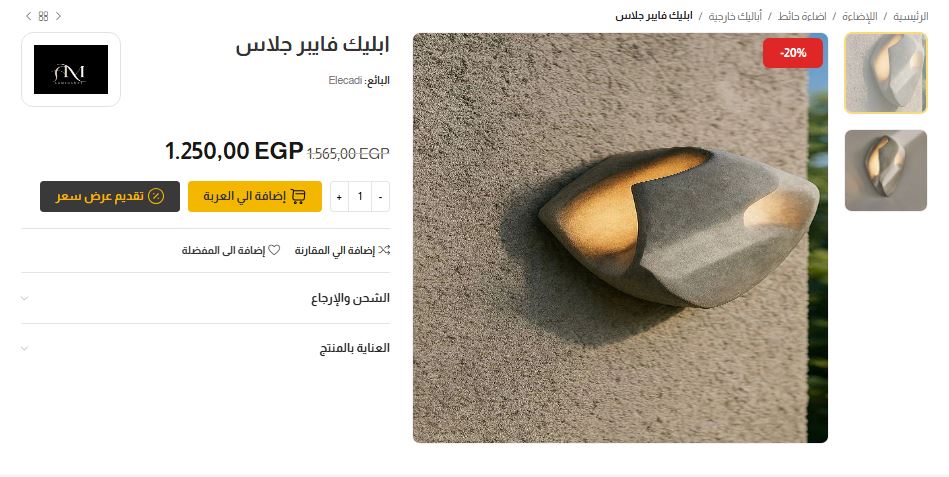 الرئيسية / الإضاءة / اضاءة حائط / أباليك خارجية / ابليك فايبر جلاس
-20%
ابليك فايبر جلاس
البائع: Elecadi
1.565,00 EGP 1.250,00 EGP
- 1 +
إضافة الي العربة
تقديم عرض سعر
إضافة الي المقارنة
إضافة الى المفضلة
الشحن والإرجاع
العناية بالمنتج